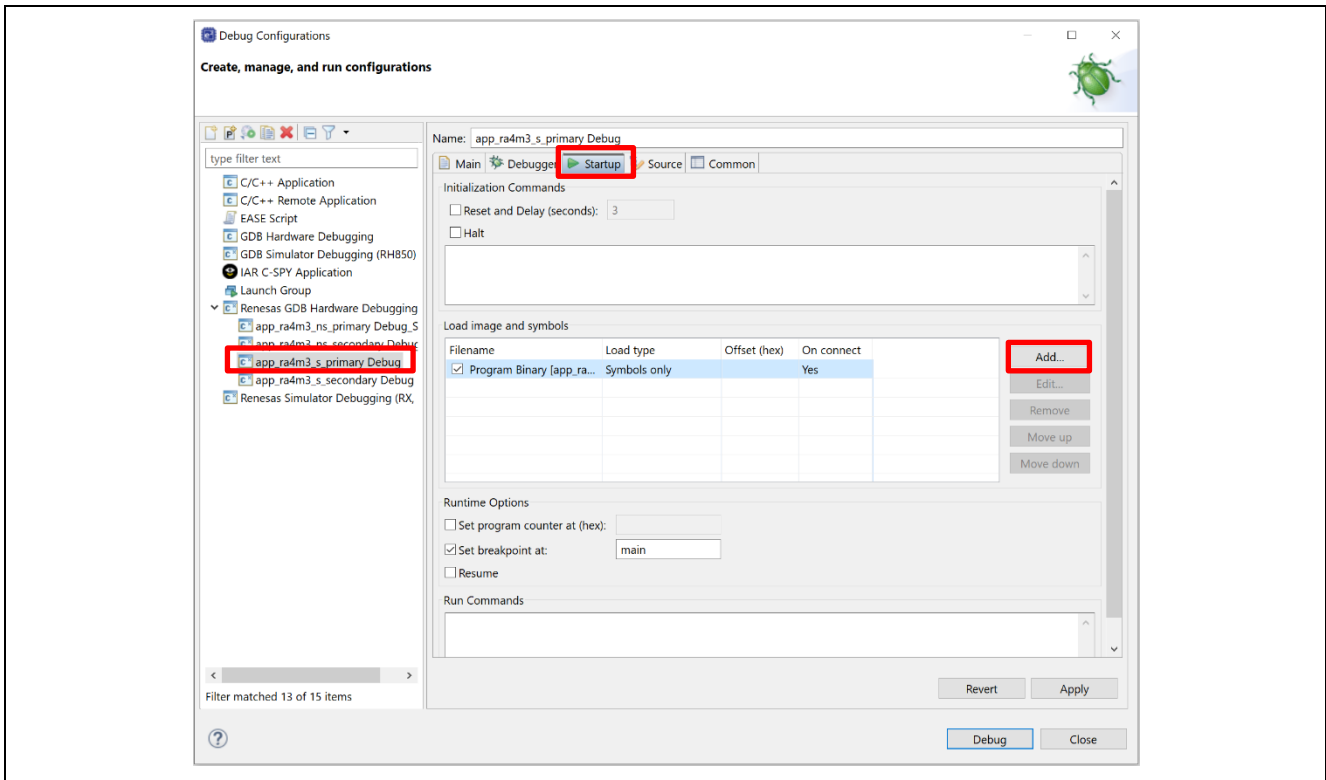 Debug Configurations
Create, manage, and run configurations
type filter text
C/C++ Application
C/C++ Remote Application
EASE Script
GDB Hardware Debugging
GDB Simulator Debugging (RH850)
IAR C-SPY Application
Launch Group
Renesas GDB Hardware Debugging
app_ra4m3_ns_primary Debug_S
app_ra4m3_ns_secondary Debug
app_ra4m3_s_primary Debug
app_ra4m3_s_secondary Debug
Renesas Simulator Debugging (RX,
Filter matched 13 of 15 items
Name: app_ra4m3_s_primary Debug
Main Debugger Startup Source Common
Initialization Commands
Reset and Delay (seconds): 3
Halt
Load image and symbols
Filename Load type Offset (hex) On connect
Program Binary [app_ra... Symbols only Yes
Add...
Edit...
Remove
Move up
Move down
Runtime Options
Set program counter at (hex):
Set breakpoint at: main
Resume
Run Commands
Revert Apply
Debug Close